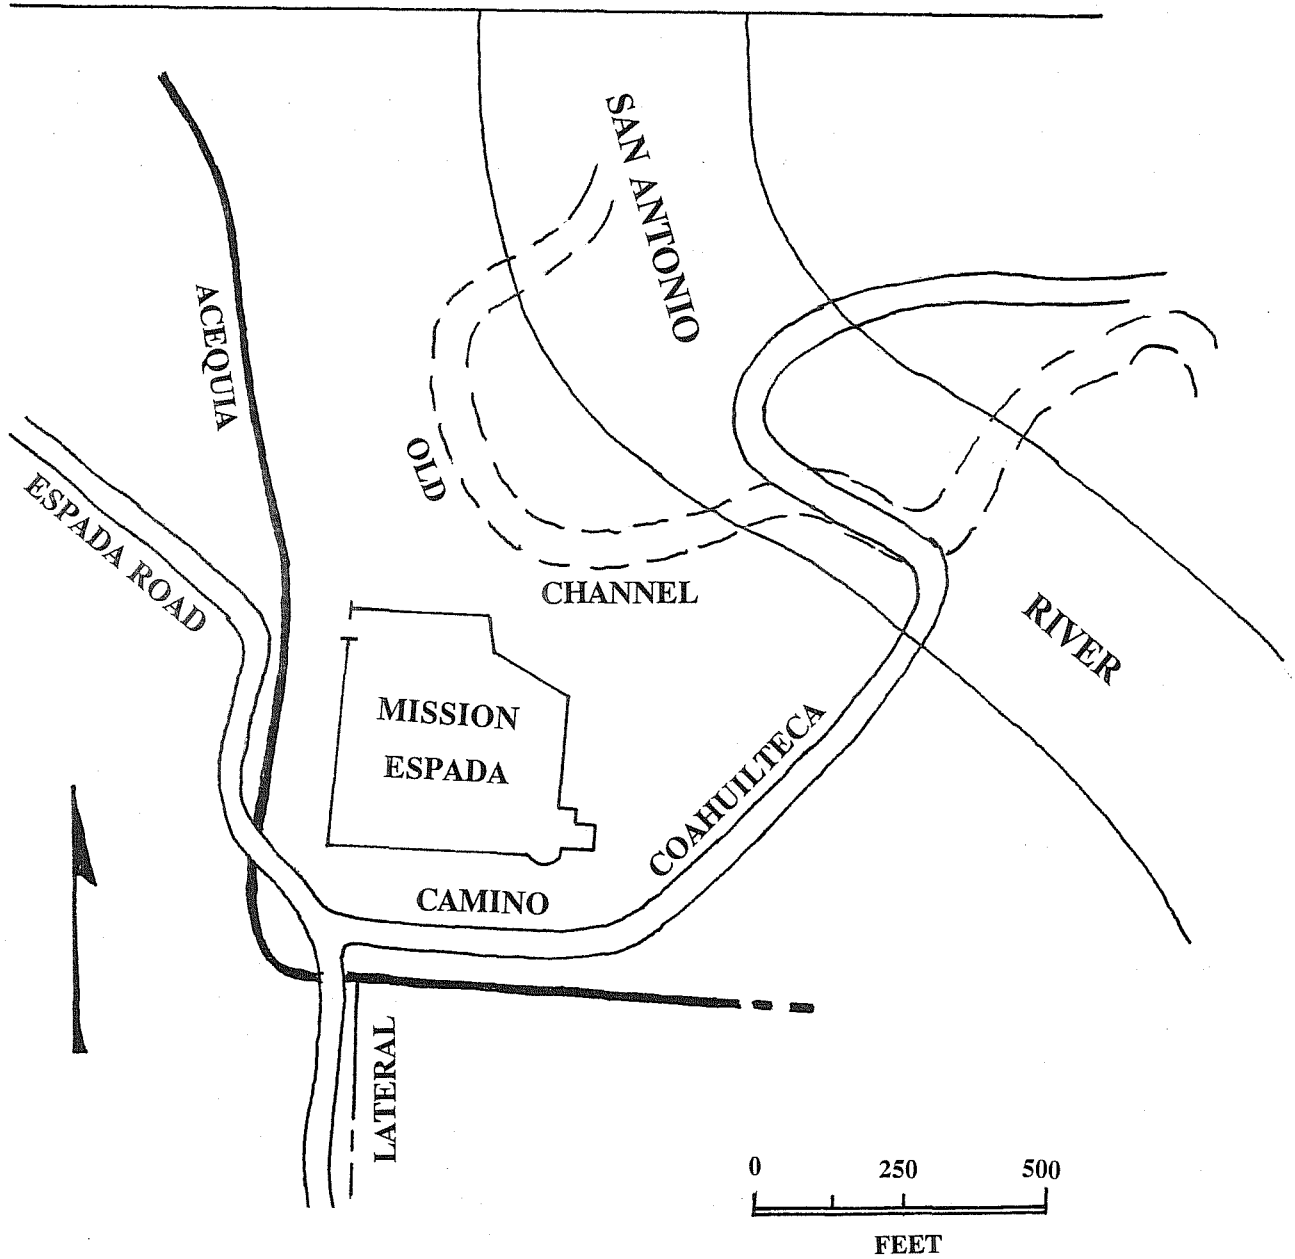 SAN ANTONIO
RIVER
ACEQUIA
ESPADA ROAD
OLD
CHANNEL
MISSION
ESPADA
CAMINO
COAHUILTECA
LATERAL
0 250 500
FEET